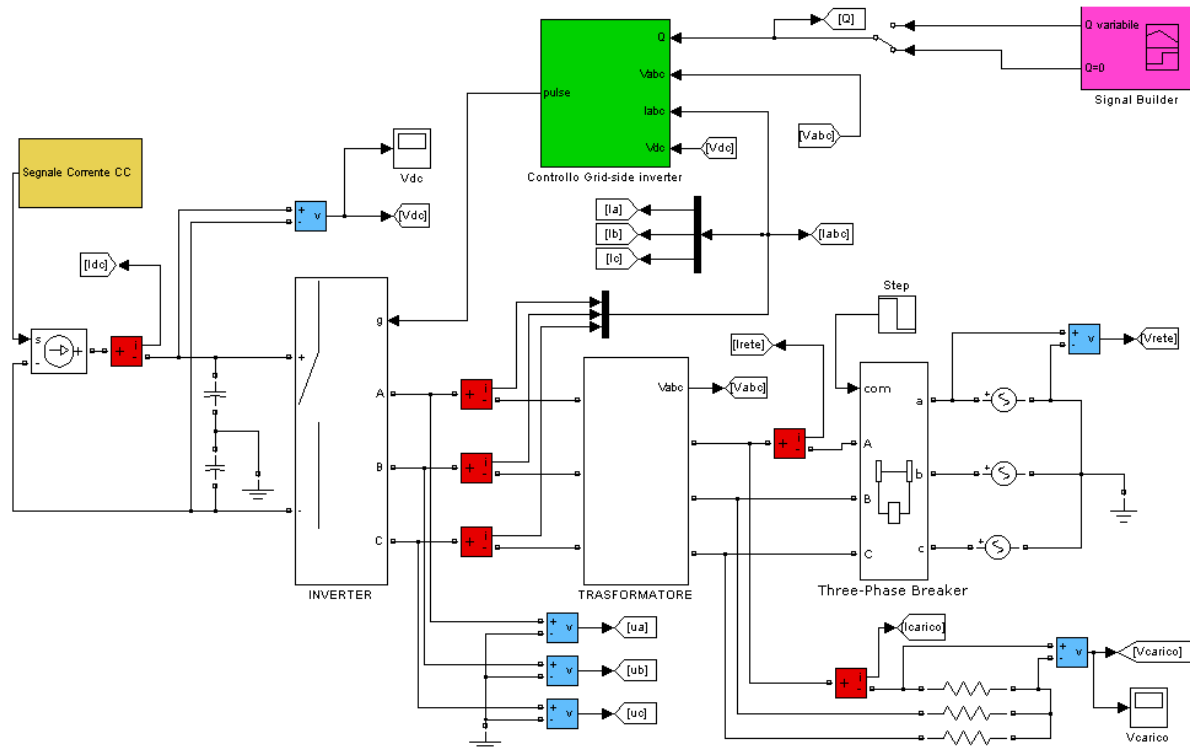 [Q]
Q variabile
Q=0
Signal Builder
Q
Vabc
pulse
Iabc
Vdc
[Vabc]
[Vdc]
Controllo Grid-side inverter
Segnale Corrente CC
Vdc
+
-
v
[Vdc]
[Ia]
[Ib]
[Ic]
[Iabc]
[Idc]
s
-
+
+
i
-
g
+
-
A
B
C
INVERTER
+
i
-
+
i
-
+
i
-
Vabc
[Vabc]
TRASFORMATORE
[Irete]
+
i
-
Step
com
A
B
C
a
b
c
Three-Phase Breaker
+
+
+
+
-
v
[Vrete]
+
-
v
[ua]
+
-
v
[ub]
+
-
v
[uc]
[Icarico]
+
i
-
+
-
v
[Vcarico]
Vcarico